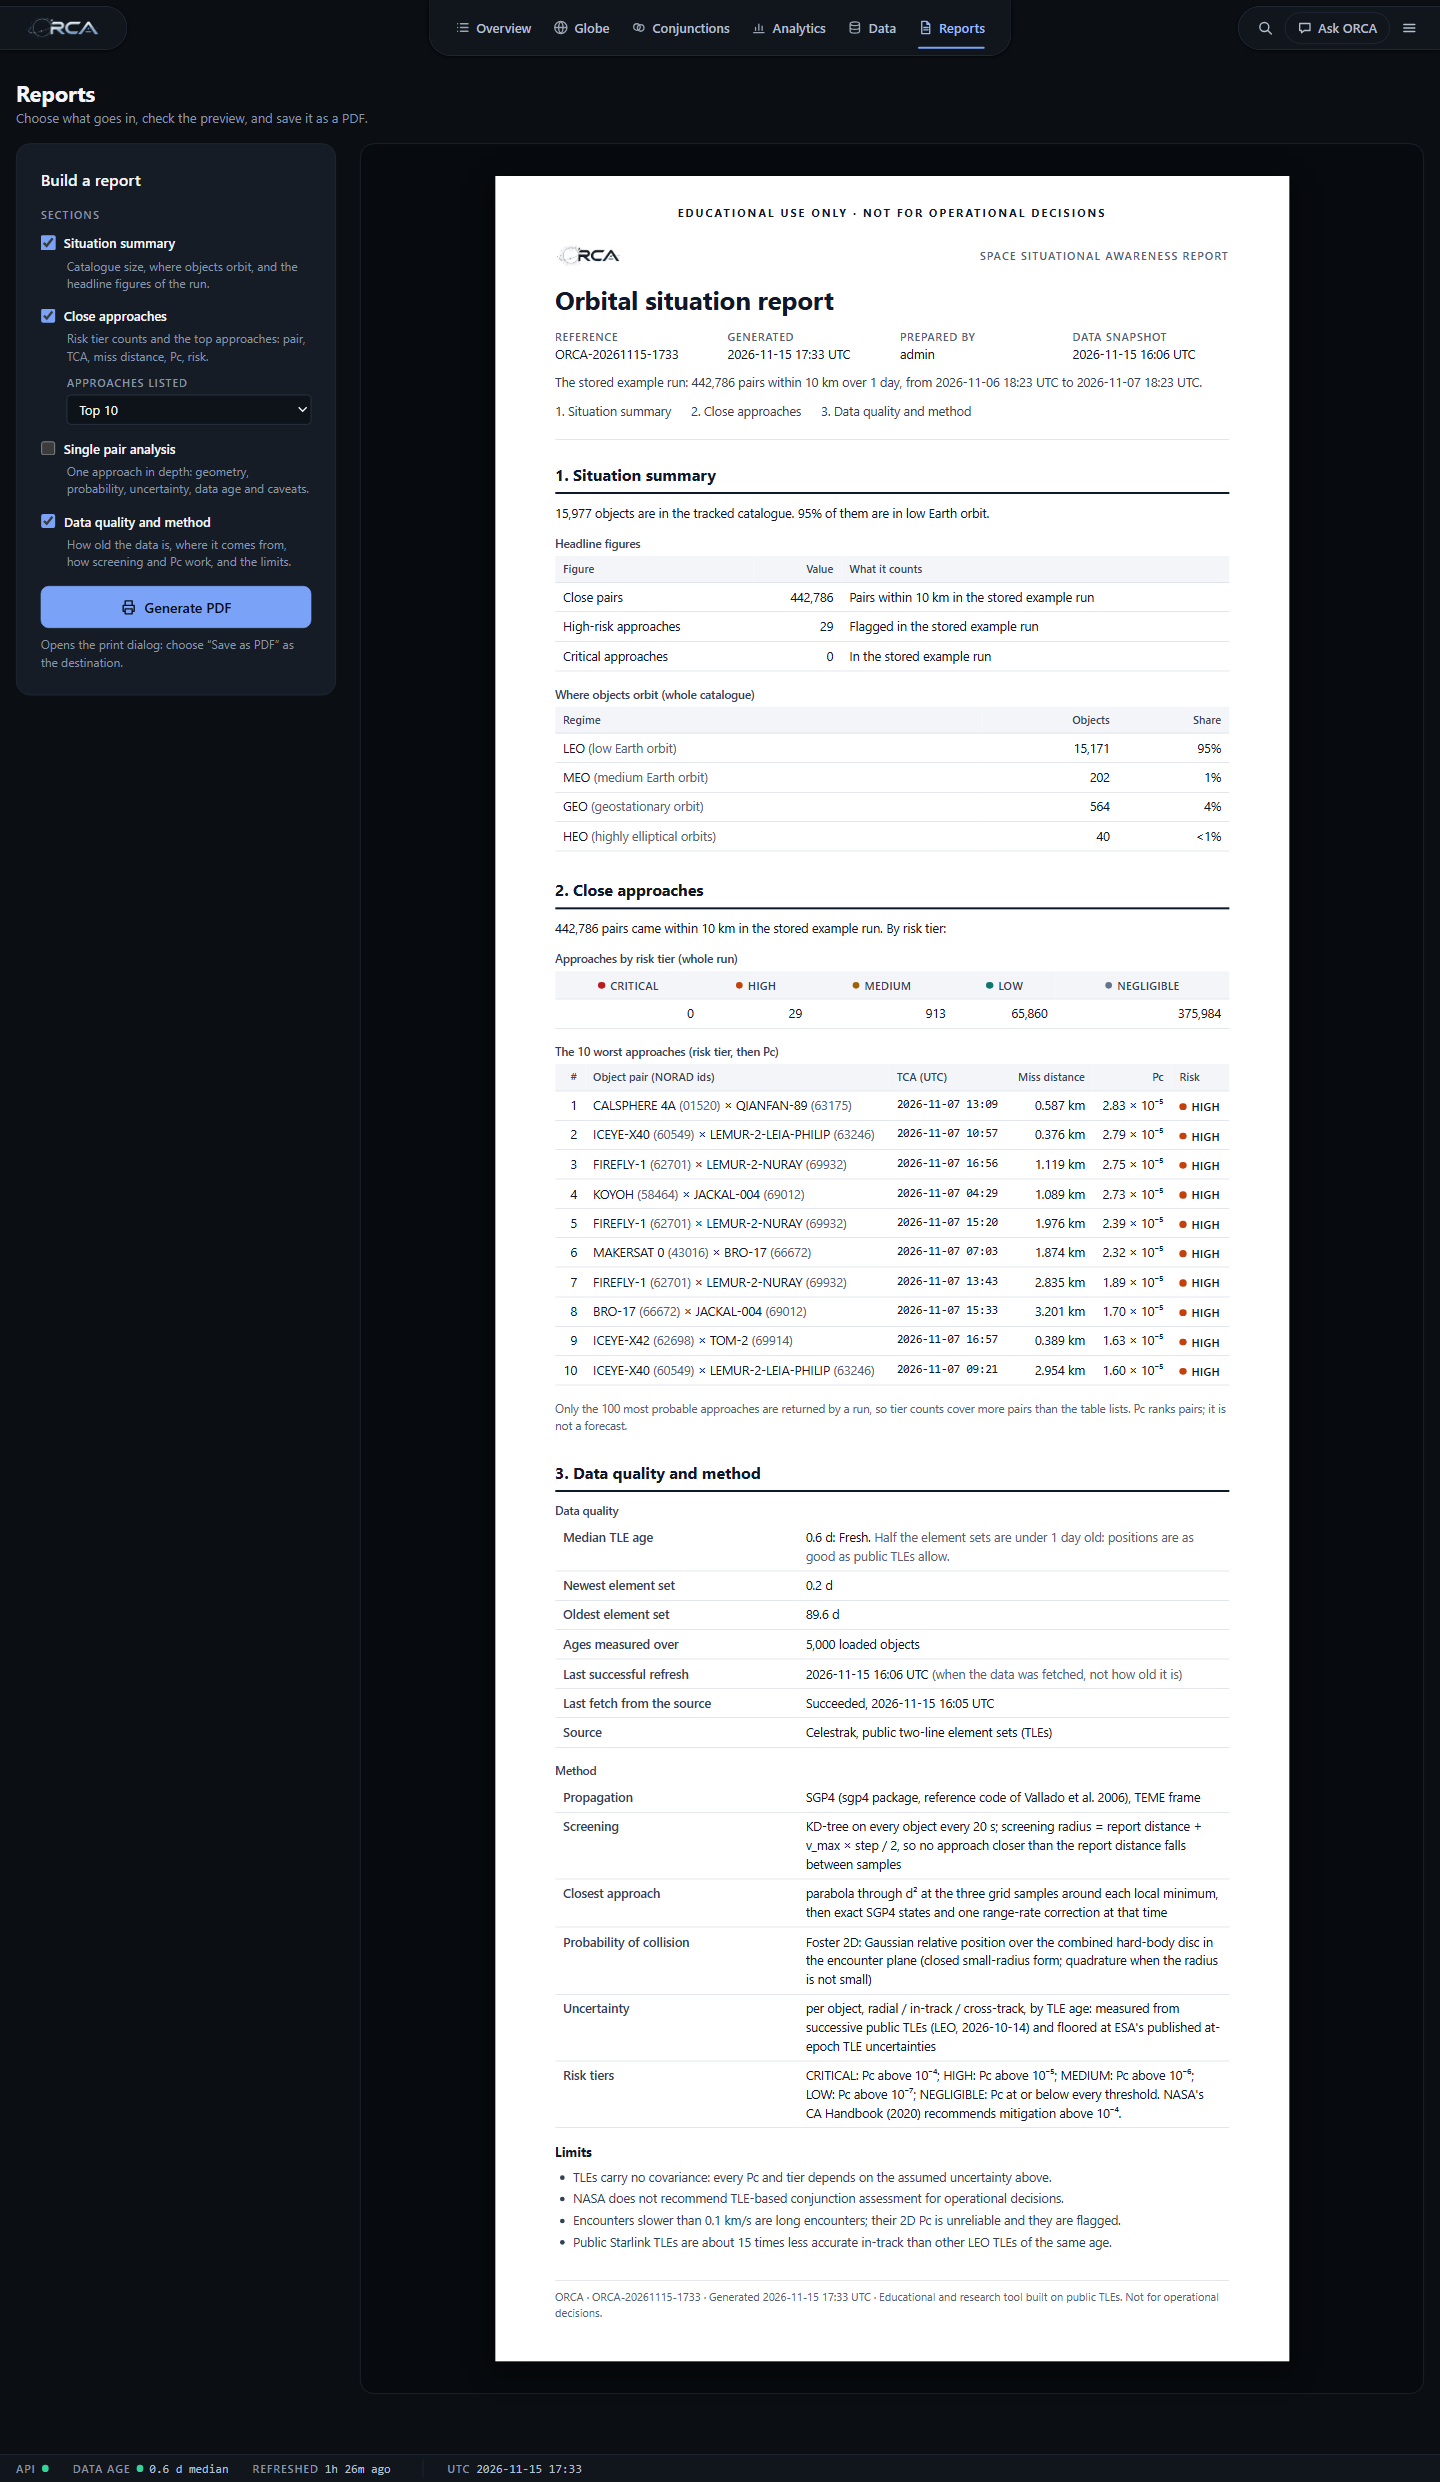 ORCA
Overview
Globe
Conjunctions
Analytics
Data
Reports
Ask ORCA
Reports
Choose what goes in, check the preview, and save it as a PDF.
Build a report
SECTIONS
Situation summary
Catalogue size, where objects orbit, and the
headline figures of the run.
Close approaches
Risk tier counts and the top approaches: pair,
TCA, miss distance, Pc, risk.
APPROACHES LISTED
Top 10
Single pair analysis
One approach in depth: geometry,
probability, uncertainty, data age and caveats.
Data quality and method
How old the data is, where it comes from,
how screening and Pc work, and the limits.
Generate PDF
Opens the print dialog: choose “Save as PDF” as
the destination.
EDUCATIONAL USE ONLY · NOT FOR OPERATIONAL DECISIONS
ORCA
SPACE SITUATIONAL AWARENESS REPORT
Orbital situation report
REFERENCE GENERATED PREPARED BY DATA SNAPSHOT
ORCA-20261115-1733 2026-11-15 17:33 UTC admin 2026-11-15 16:06 UTC
The stored example run: 442,786 pairs within 10 km over 1 day, from 2026-11-06 18:23 UTC to 2026-11-07 18:23 UTC.
1. Situation summary 2. Close approaches 3. Data quality and method
1. Situation summary
15,977 objects are in the tracked catalogue. 95% of them are in low Earth orbit.
Headline figures
Figure Value What it counts
Close pairs 442,786 Pairs within 10 km in the stored example run
High-risk approaches 29 Flagged in the stored example run
Critical approaches 0 In the stored example run
Where objects orbit (whole catalogue)
Regime Objects Share
LEO (low Earth orbit) 15,171 95%
MEO (medium Earth orbit) 202 1%
GEO (geostationary orbit) 564 4%
HEO (highly elliptical orbits) 40 <1%
2. Close approaches
442,786 pairs came within 10 km in the stored example run. By risk tier:
Approaches by risk tier (whole run)
CRITICAL HIGH MEDIUM LOW NEGLIGIBLE
0 29 913 65,860 375,984
The 10 worst approaches (risk tier, then Pc)
# Object pair (NORAD ids) TCA (UTC) Miss distance Pc Risk
1 CALSPHERE 4A (01520) × QIANFAN-89 (63175) 2026-11-07 13:09 0.587 km 2.83 × 10⁻⁵ HIGH
2 ICEYE-X40 (60549) × LEMUR-2-LEIA-PHILIP (63246) 2026-11-07 10:57 0.376 km 2.79 × 10⁻⁵ HIGH
3 FIREFLY-1 (62701) × LEMUR-2-NURAY (69932) 2026-11-07 16:56 1.119 km 2.75 × 10⁻⁵ HIGH
4 KOYOH (58464) × JACKAL-004 (69012) 2026-11-07 04:29 1.089 km 2.73 × 10⁻⁵ HIGH
5 FIREFLY-1 (62701) × LEMUR-2-NURAY (69932) 2026-11-07 15:20 1.976 km 2.39 × 10⁻⁵ HIGH
6 MAKERSAT 0 (43016) × BRO-17 (66672) 2026-11-07 07:03 1.874 km 2.32 × 10⁻⁵ HIGH
7 FIREFLY-1 (62701) × LEMUR-2-NURAY (69932) 2026-11-07 13:43 2.835 km 1.89 × 10⁻⁵ HIGH
8 BRO-17 (66672) × JACKAL-004 (69012) 2026-11-07 15:33 3.201 km 1.70 × 10⁻⁵ HIGH
9 ICEYE-X42 (62698) × TOM-2 (69914) 2026-11-07 16:57 0.389 km 1.63 × 10⁻⁵ HIGH
10 ICEYE-X40 (60549) × LEMUR-2-LEIA-PHILIP (63246) 2026-11-07 09:21 2.954 km 1.60 × 10⁻⁵ HIGH
Only the 100 most probable approaches are returned by a run, so tier counts cover more pairs than the table lists. Pc ranks pairs; it is
not a forecast.
3. Data quality and method
Data quality
Median TLE age 0.6 d: Fresh. Half the element sets are under 1 day old: positions are as
good as public TLEs allow.
Newest element set 0.2 d
Oldest element set 89.6 d
Ages measured over 5,000 loaded objects
Last successful refresh 2026-11-15 16:06 UTC (when the data was fetched, not how old it is)
Last fetch from the source Succeeded, 2026-11-15 16:05 UTC
Source Celestrak, public two-line element sets (TLEs)
Method
Propagation SGP4 (sgp4 package, reference code of Vallado et al. 2006), TEME frame
Screening KD-tree on every object every 20 s; screening radius = report distance +
v_max × step / 2, so no approach closer than the report distance falls
between samples
Closest approach parabola through d² at the three grid samples around each local minimum,
then exact SGP4 states and one range-rate correction at that time
Probability of collision Foster 2D: Gaussian relative position over the combined hard-body disc in
the encounter plane (closed small-radius form; quadrature when the radius
is not small)
Uncertainty per object, radial / in-track / cross-track, by TLE age: measured from
successive public TLEs (LEO, 2026-10-14) and floored at ESA's published at-
epoch TLE uncertainties
Risk tiers CRITICAL: Pc above 10⁻⁴; HIGH: Pc above 10⁻⁵; MEDIUM: Pc above 10⁻⁶;
LOW: Pc above 10⁻⁷; NEGLIGIBLE: Pc at or below every threshold. NASA's
CA Handbook (2020) recommends mitigation above 10⁻⁴.
Limits
• TLEs carry no covariance: every Pc and tier depends on the assumed uncertainty above.
• NASA does not recommend TLE-based conjunction assessment for operational decisions.
• Encounters slower than 0.1 km/s are long encounters; their 2D Pc is unreliable and they are flagged.
• Public Starlink TLEs are about 15 times less accurate in-track than other LEO TLEs of the same age.
ORCA · ORCA-20261115-1733 · Generated 2026-11-15 17:33 UTC · Educational and research tool built on public TLEs. Not for operational
decisions.
API DATA AGE 0.6 d median REFRESHED 1h 26m ago UTC 2026-11-15 17:33